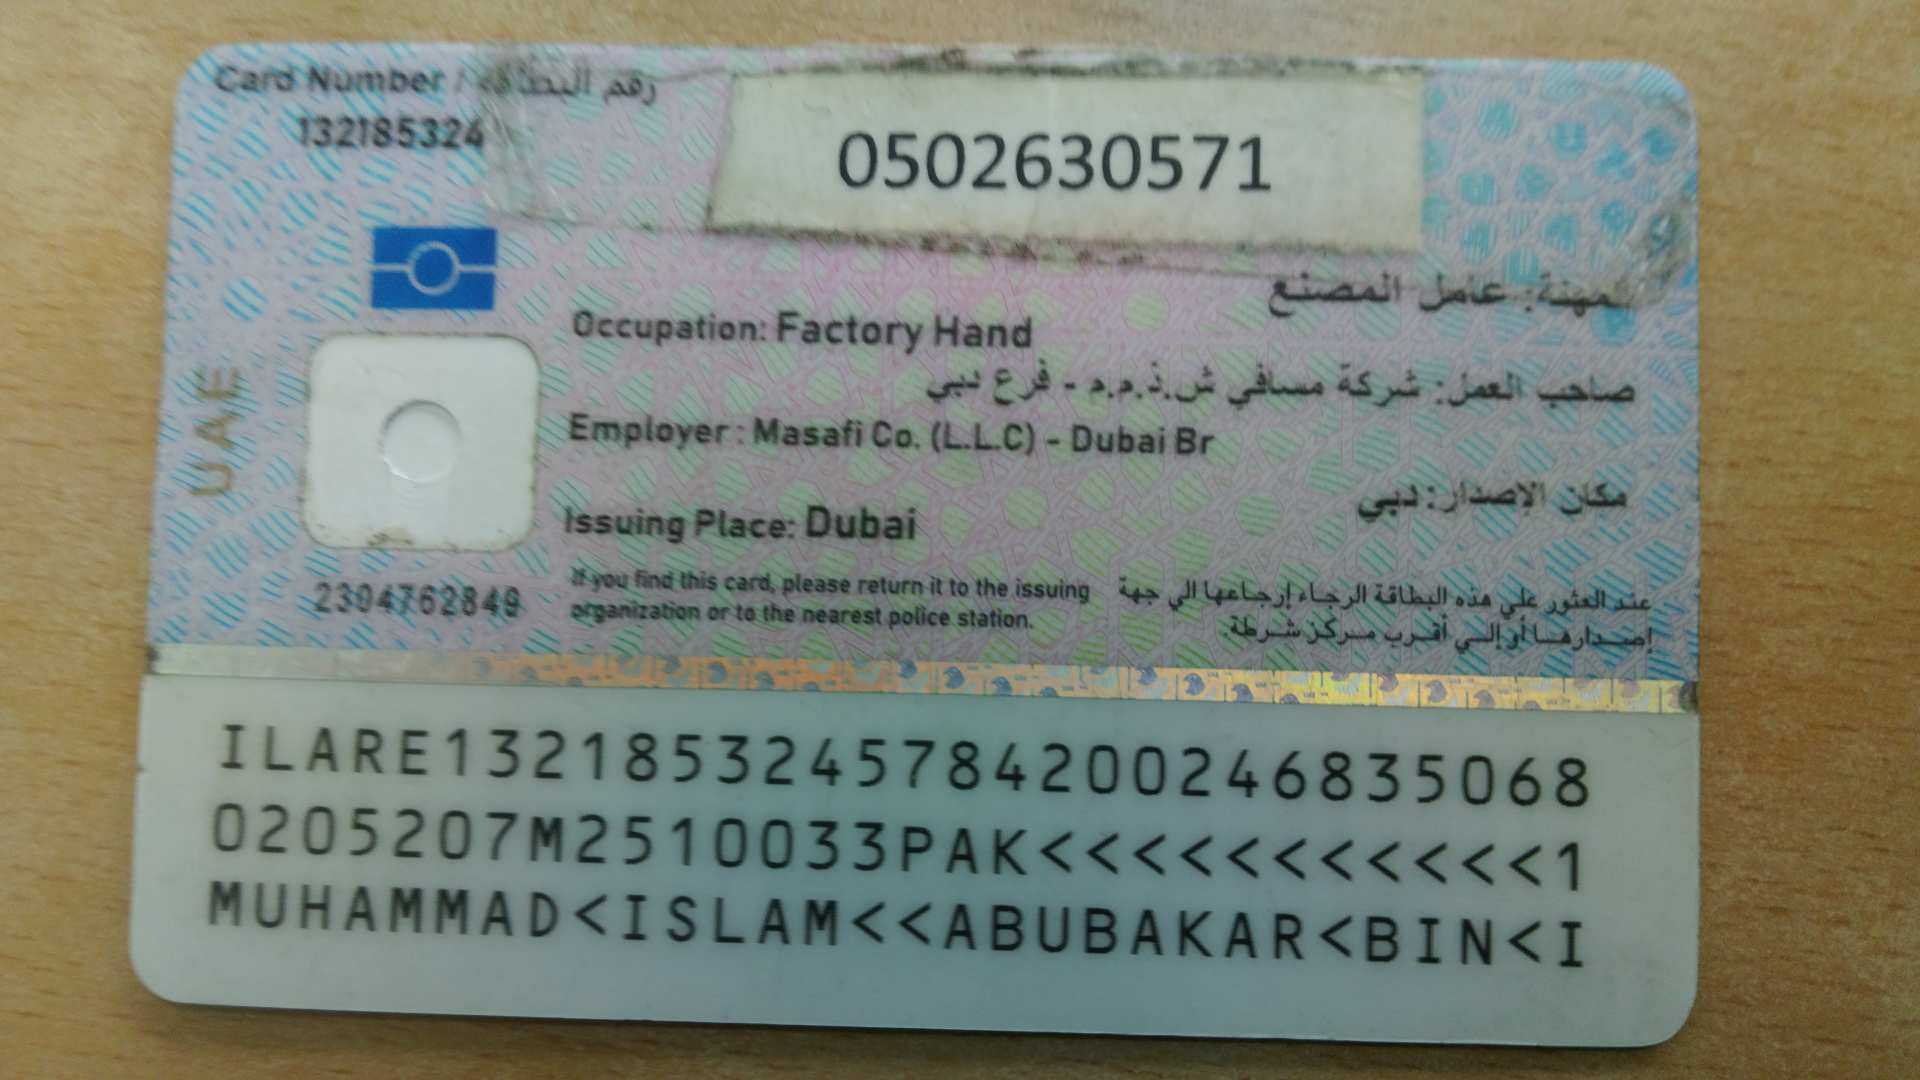 Card Number / رقم البطاقة
132185324
0502630571
المهنة: عامل المصنع
Occupation: Factory Hand
صاحب العمل: شركة مسافي ش.ذ.م.م - فرع دبي
Employer : Masafi Co. (L.L.C) - Dubai Br
مكان الإصدار: دبي
Issuing Place: Dubai
UAE
2304762849
If you find this card, please return it to the issuing
organization or to the nearest police station.
عند العثور علي هذه البطاقة الرجاء إرجاعها الي جهة
إصدارها أو إلي أقرب مركز شرطة.
ILARE1321853245784200246835068
0205207M2510033PAK<<<<<<<<<<<1
MUHAMMAD<ISLAM<<ABUBAKAR<BIN<I